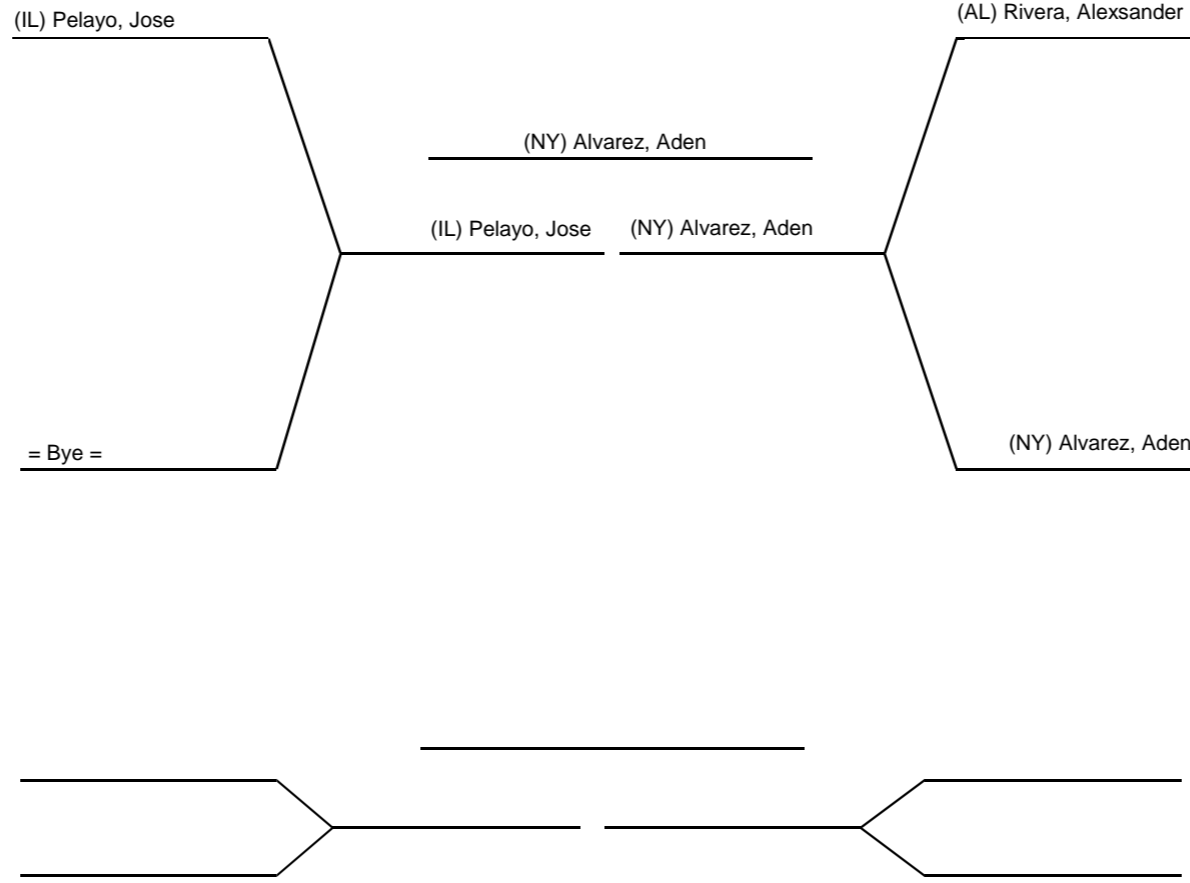 (IL) Pelayo, Jose
(AL) Rivera, Alexsander
(NY) Alvarez, Aden
(IL) Pelayo, Jose
(NY) Alvarez, Aden
= Bye =
(NY) Alvarez, Aden